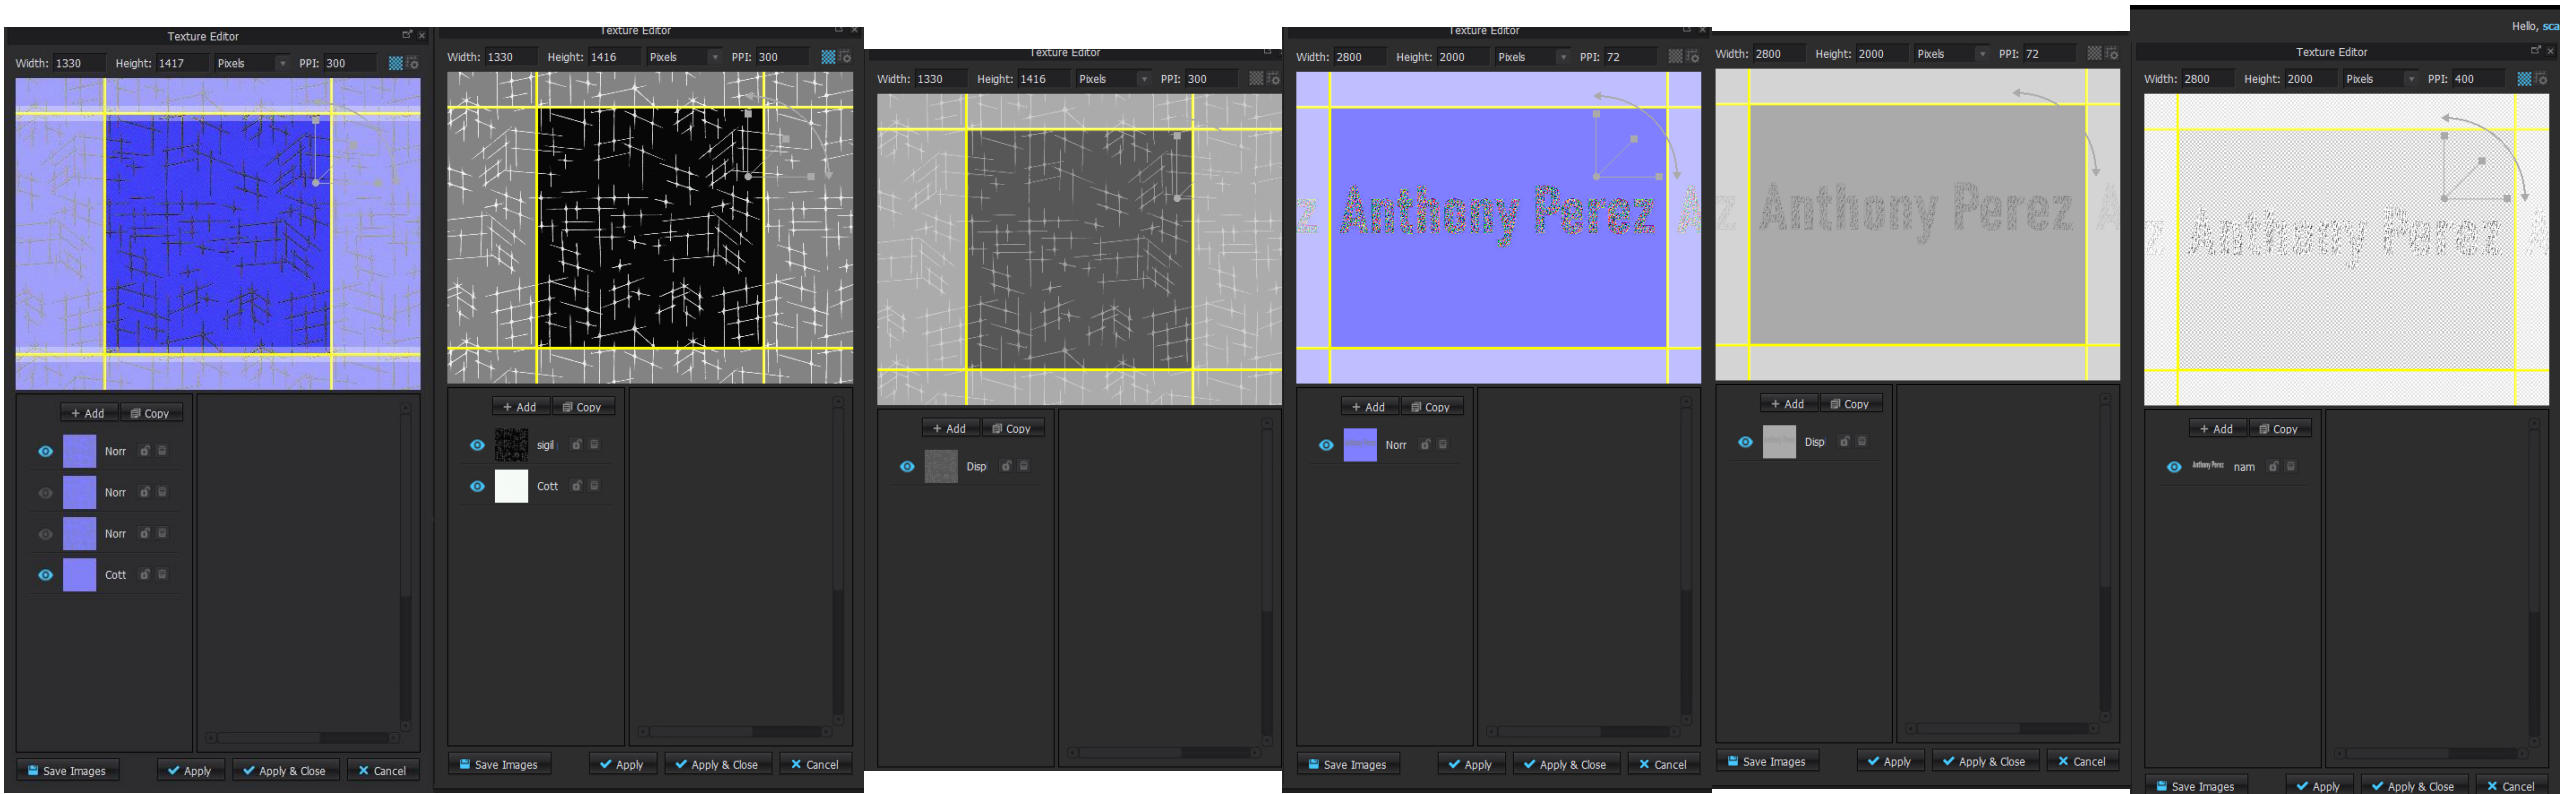 Texture Editor
Width: 1330 Height: 1417 Pixels PPI: 300
+ Add Copy
Norr
Norr
Norr
Cott
Save Images Apply Apply & Close Cancel
Texture Editor
Width: 1330 Height: 1416 Pixels PPI: 300
+ Add Copy
sigil
Cott
Save Images Apply Apply & Close Cancel
Texture Editor
Width: 1330 Height: 1416 Pixels PPI: 300
+ Add Copy
Disp
Texture Editor
Width: 2800 Height: 2000 Pixels PPI: 72
z Anthony Perez A
+ Add Copy
Norr
Save Images Apply Apply & Close Cancel
Width: 2800 Height: 2000 Pixels PPI: 72
z Anthony Perez A
+ Add Copy
Disp
Save Images Apply Apply & Close Cancel
Hello, sca
Texture Editor
Width: 2800 Height: 2000 Pixels PPI: 400
z Anthony Perez A
+ Add Copy
Anthony Perez nam
Save Images Apply Apply & Close Cancel